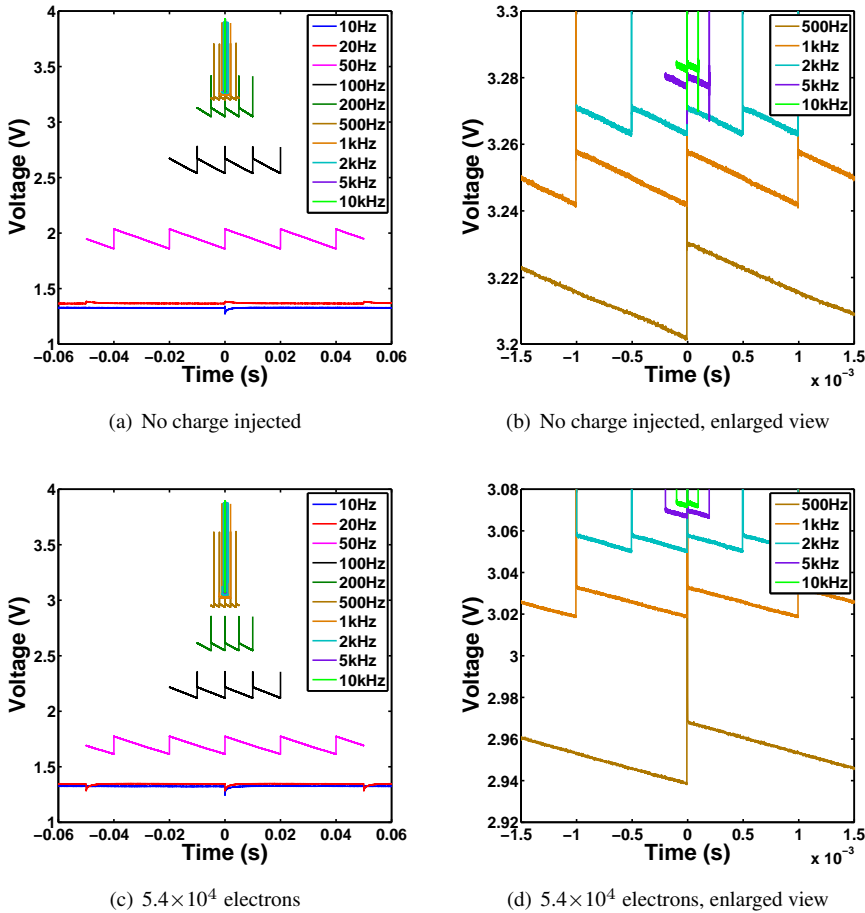 4
3.5
3
2.5
2
1.5
1
Voltage (V)
−0.06 −0.04 −0.02 0 0.02 0.04 0.06
Time (s)
10Hz
20Hz
50Hz
100Hz
200Hz
500Hz
1kHz
2kHz
5kHz
10kHz
(a) No charge injected
3.3
3.28
3.26
3.24
3.22
3.2
Voltage (V)
−1.5 −1 −0.5 0 0.5 1 1.5
x 10⁻³
Time (s)
500Hz
1kHz
2kHz
5kHz
10kHz
(b) No charge injected, enlarged view
4
3.5
3
2.5
2
1.5
1
Voltage (V)
−0.06 −0.04 −0.02 0 0.02 0.04 0.06
Time (s)
10Hz
20Hz
50Hz
100Hz
200Hz
500Hz
1kHz
2kHz
5kHz
10kHz
(c) 5.4×10⁴ electrons
3.08
3.06
3.04
3.02
3
2.98
2.96
2.94
2.92
Voltage (V)
−1.5 −1 −0.5 0 0.5 1 1.5
x 10⁻³
Time (s)
500Hz
1kHz
2kHz
5kHz
10kHz
(d) 5.4×10⁴ electrons, enlarged view